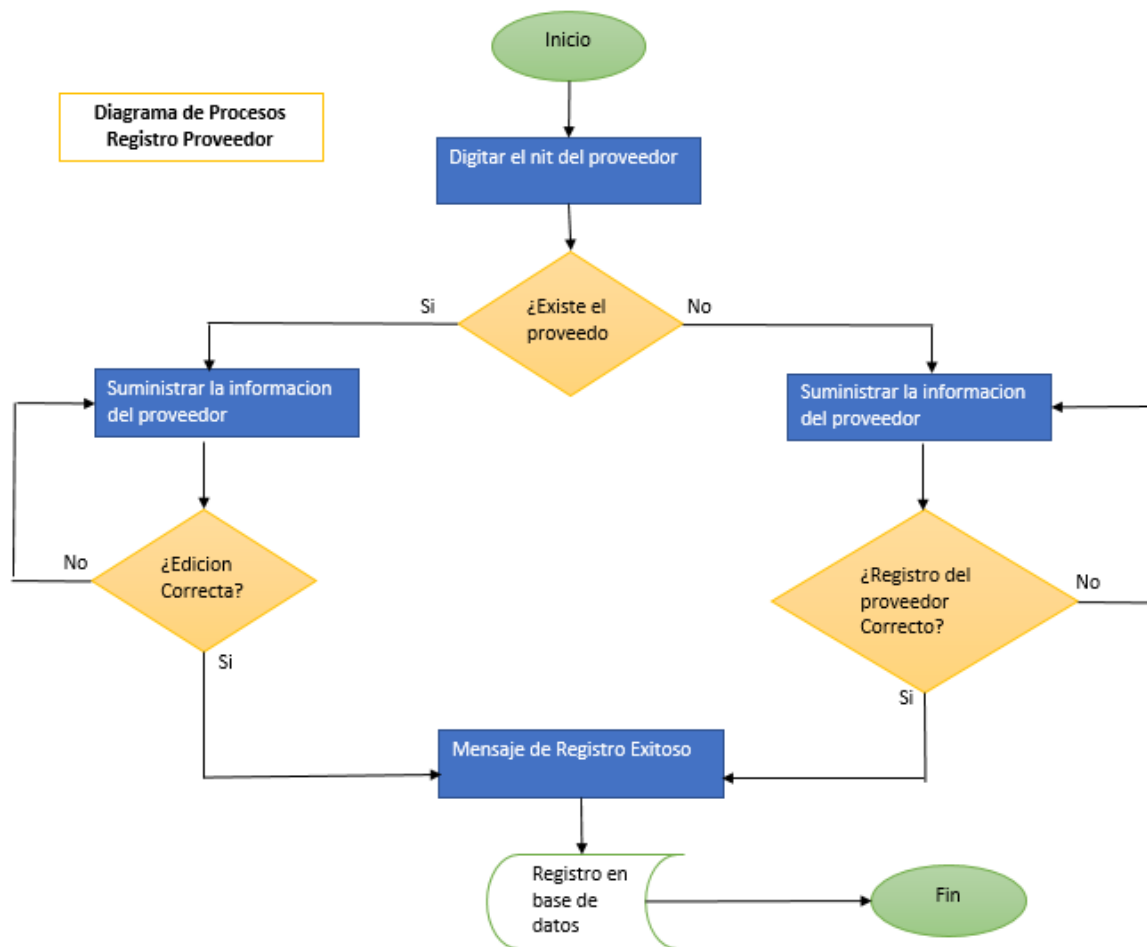 Inicio
Diagrama de Procesos
Registro Proveedor
Digitar el nit del proveedor
¿Existe el
proveedo
Si
No
Suministrar la informacion
del proveedor
Suministrar la informacion
del proveedor
¿Edicion
Correcta?
No
Si
¿Registro del
proveedor
Correcto?
No
Si
Mensaje de Registro Exitoso
Registro en
base de
datos
Fin